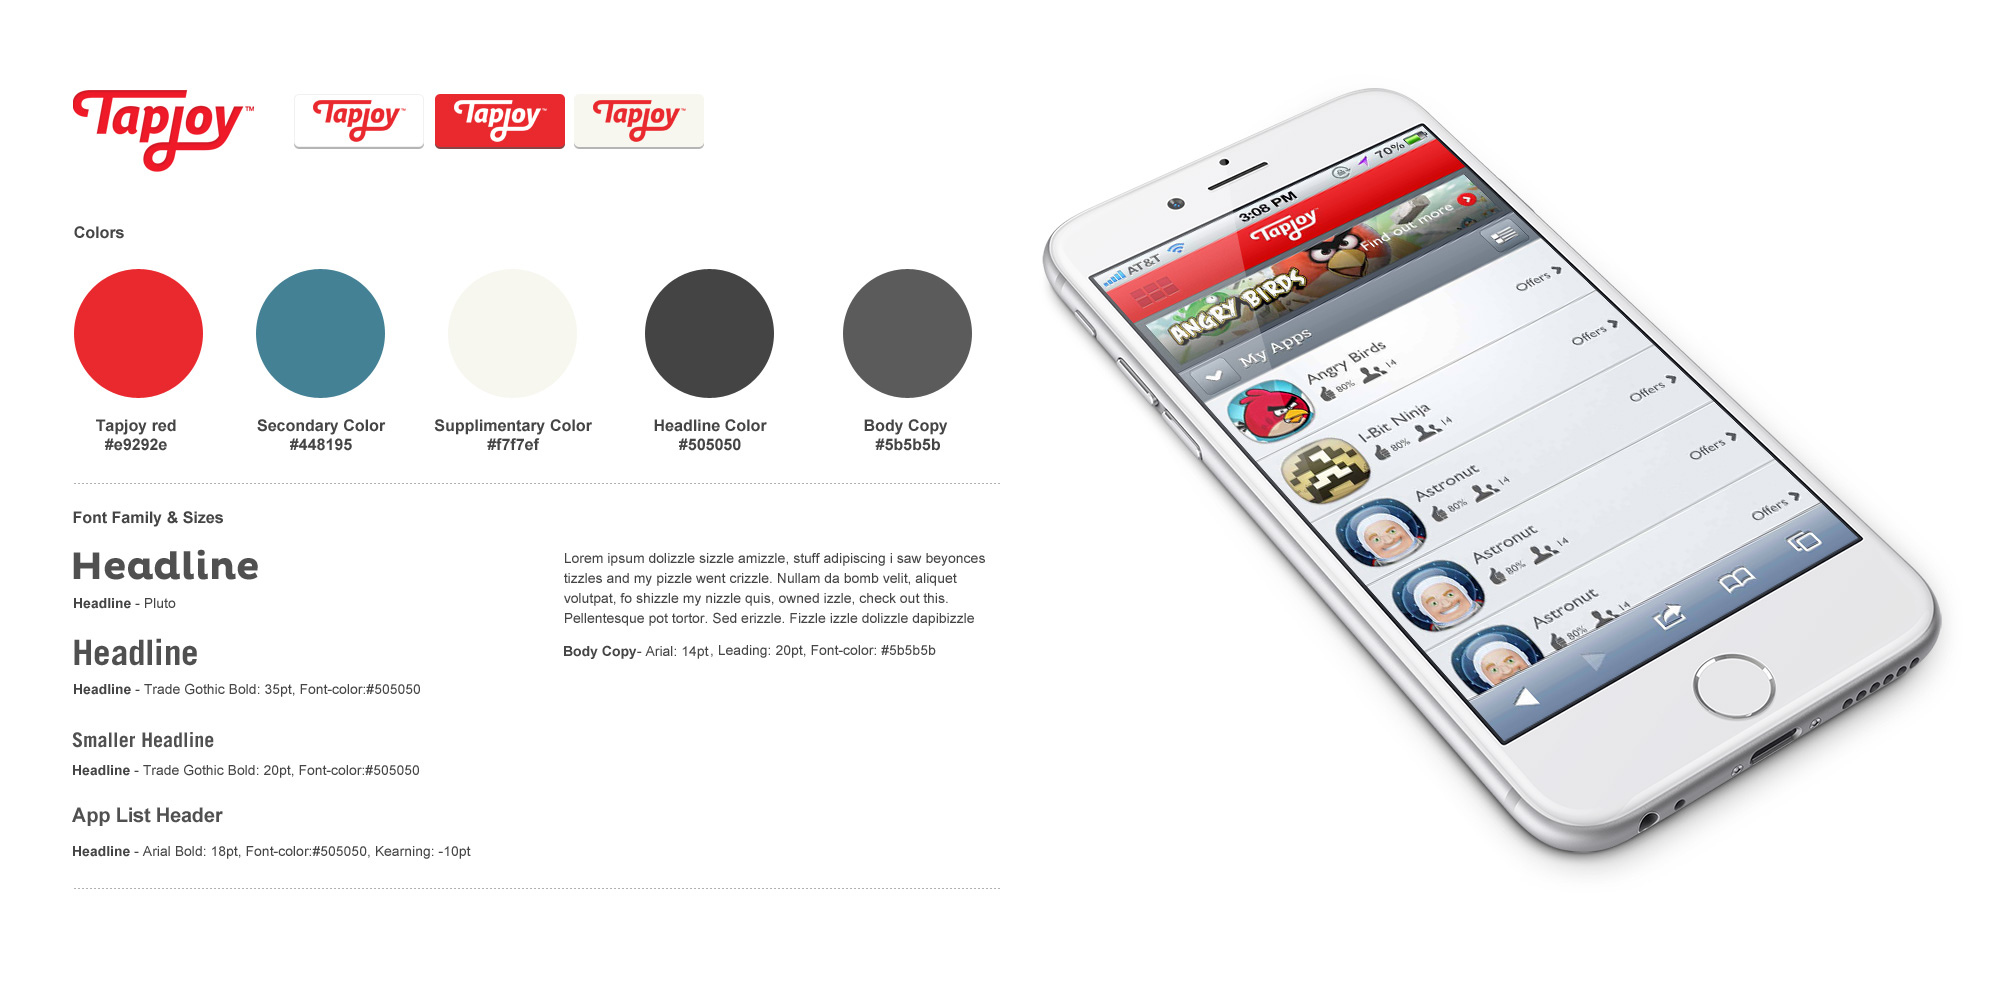 Tapjoy™
Tapjoy™
Tapjoy™
Tapjoy™
Colors
Tapjoy red
#e9292e
Secondary Color
#448195
Supplimentary Color
#f7f7ef
Headline Color
#505050
Body Copy
#5b5b5b
Font Family & Sizes
Headline
Headline - Pluto
Headline
Headline - Trade Gothic Bold: 35pt, Font-color:#505050
Smaller Headline
Headline - Trade Gothic Bold: 20pt, Font-color:#505050
App List Header
Headline - Arial Bold: 18pt, Font-color:#505050, Kearning: -10pt
Lorem ipsum dolizzle sizzle amizzle, stuff adipiscing i saw beyonces
tizzles and my pizzle went crizzle. Nullam da bomb velit, aliquet
volutpat, fo shizzle my nizzle quis, owned izzle, check out this.
Pellentesque pot tortor. Sed erizzle. Fizzle izzle dolizzle dapibizzle
Body Copy- Arial: 14pt, Leading: 20pt, Font-color: #5b5b5b
AT&T 3:08 PM 70%
Tapjoy™
ANGRY BIRDS Find out more
My Apps
Angry Birds Offers
80% 14
1-Bit Ninja Offers
80% 14
Astronut Offers
80% 14
Astronut Offers
80% 14
Astronut Offers
80% 14